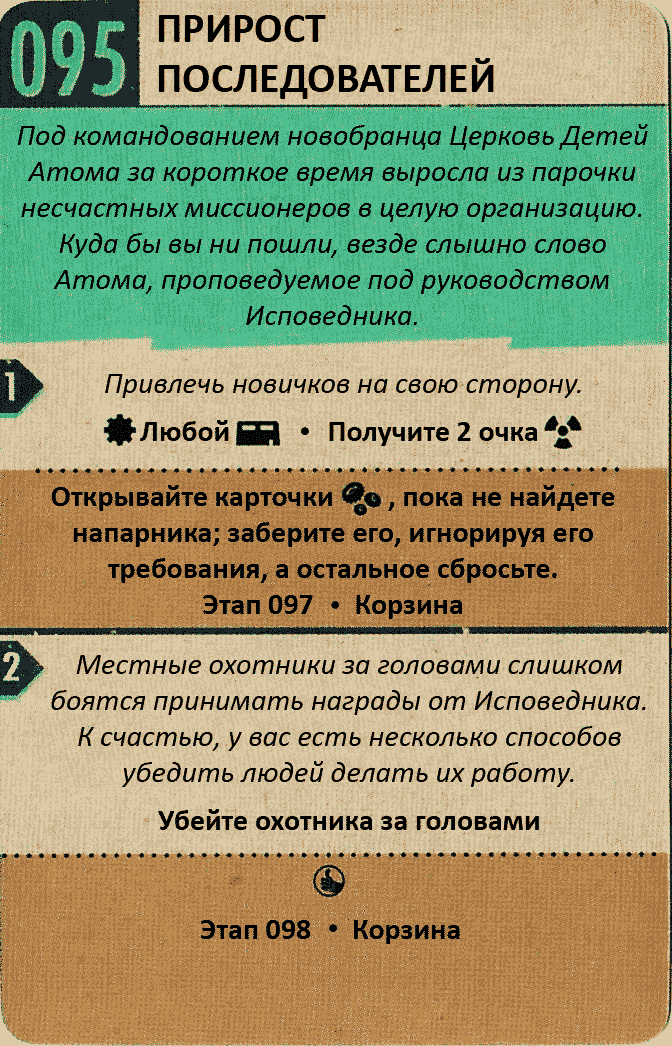 095
ПРИРОСТ
ПОСЛЕДОВАТЕЛЕЙ
Под командованием новобранца Церковь Детей
Атома за короткое время выросла из парочки
несчастных миссионеров в целую организацию.
Куда бы вы ни пошли, везде слышно слово
Атома, проповедуемое под руководством
Исповедника.
1
Привлечь новичков на свою сторону.
Любой • Получите 2 очка
Открывайте карточки , пока не найдете
напарника; заберите его, игнорируя его
требования, а остальное сбросьте.
Этап 097 • Корзина
2
Местные охотники за головами слишком
боятся принимать награды от Исповедника.
К счастью, у вас есть несколько способов
убедить людей делать их работу.
Убейте охотника за головами
Этап 098 • Корзина